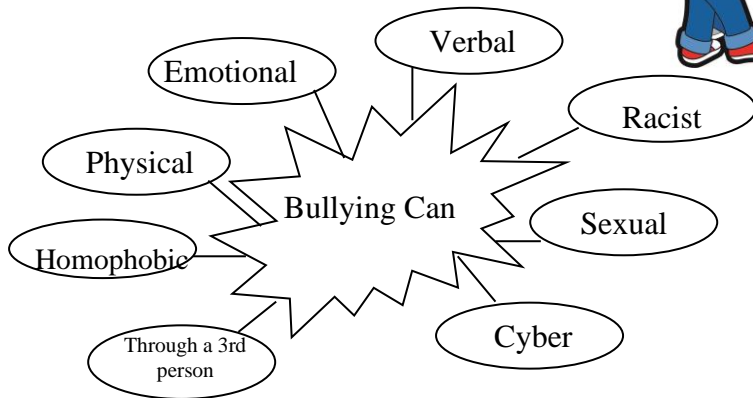 Verbal
Emotional
Racist
Physical
Bullying Can
Sexual
Homophobic
Cyber
Through a 3rd
person